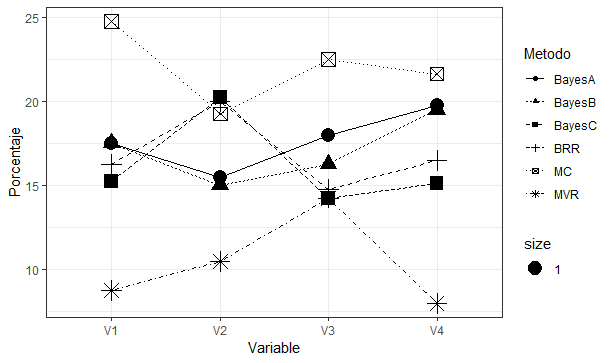 25
20
15
10
Porcentaje
V1 V2 V3 V4
Variable
Metodo
BayesA
BayesB
BayesC
BRR
MC
MVR
size
1